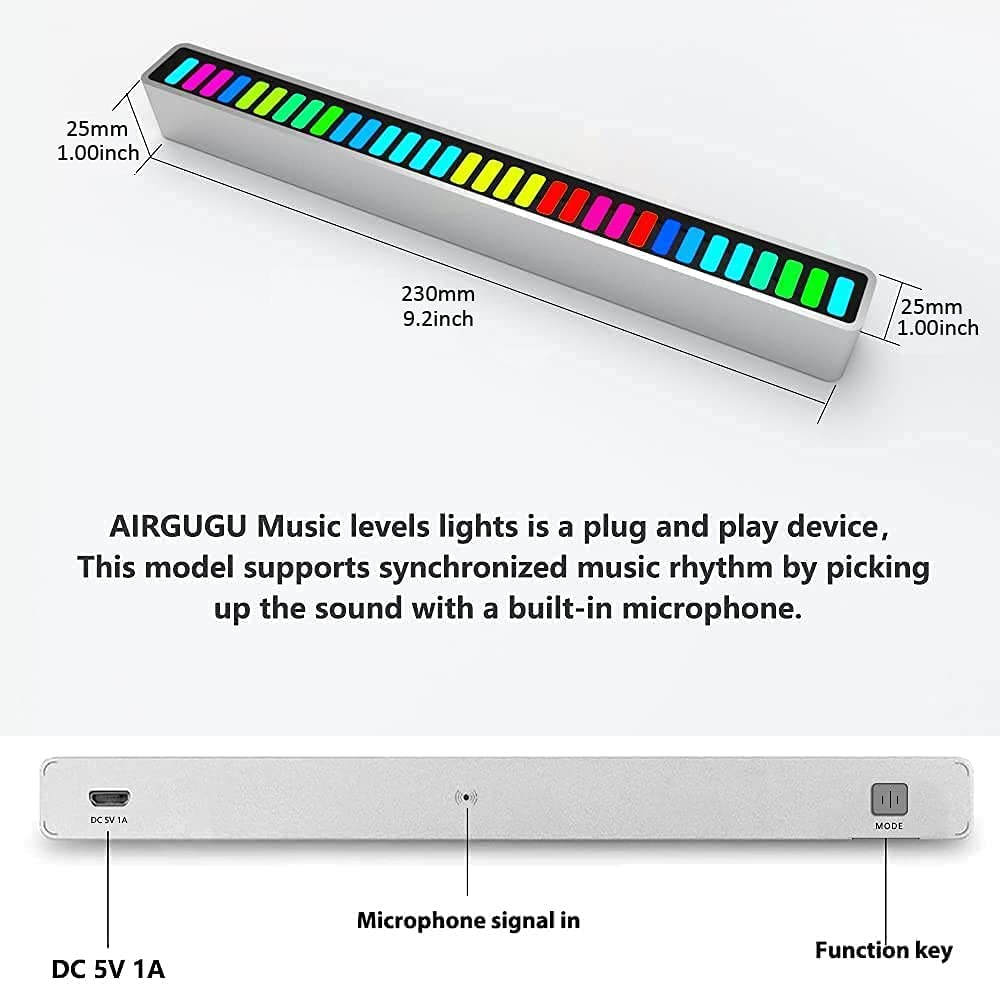 25mm
1.00inch
230mm
9.2inch
25mm
1.00inch
AIRGUGU Music levels lights is a plug and play device,
This model supports synchronized music rhythm by picking
up the sound with a built-in microphone.
DC 5V 1A
MODE
Microphone signal in
Function key
DC 5V 1A